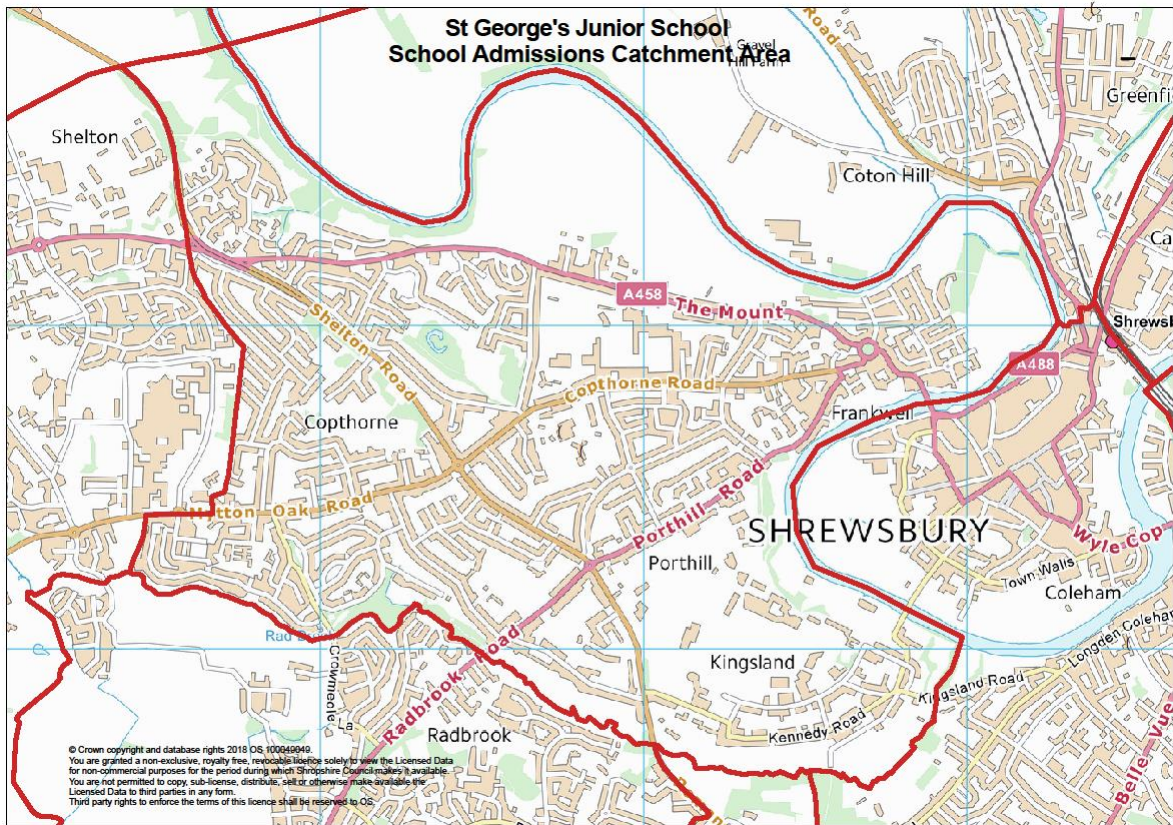 St George's Junior School
School Admissions Catchment Area
Road
Gravel
Hill Farm
Greenfi
Shelton
Coton Hill
Ca
A458
The Mount
Shrewsb
Shelton Road
A488
Copthorne Road
Frankwell
Copthorne
Mytton Oak Road
Porthill Road
SHREWSBURY
Wyle Cop
Porthill
Town Walls
Coleham
Rad Brook
Longden Coleham
Crowmeole La
Radbrook Road
Kingsland
Kingsland Road
Kennedy Road
Radbrook
Belle Vue
© Crown copyright and database rights 2018 OS 100049049.
You are granted a non-exclusive, royalty free, revocable licence solely to view the Licensed Data
for non-commercial purposes for the period during which Shropshire Council makes it available.
You are not permitted to copy, sub-license, distribute, sell or otherwise make available the
Licensed Data to third parties in any form.
Third party rights to enforce the terms of this licence shall be reserved to OS.